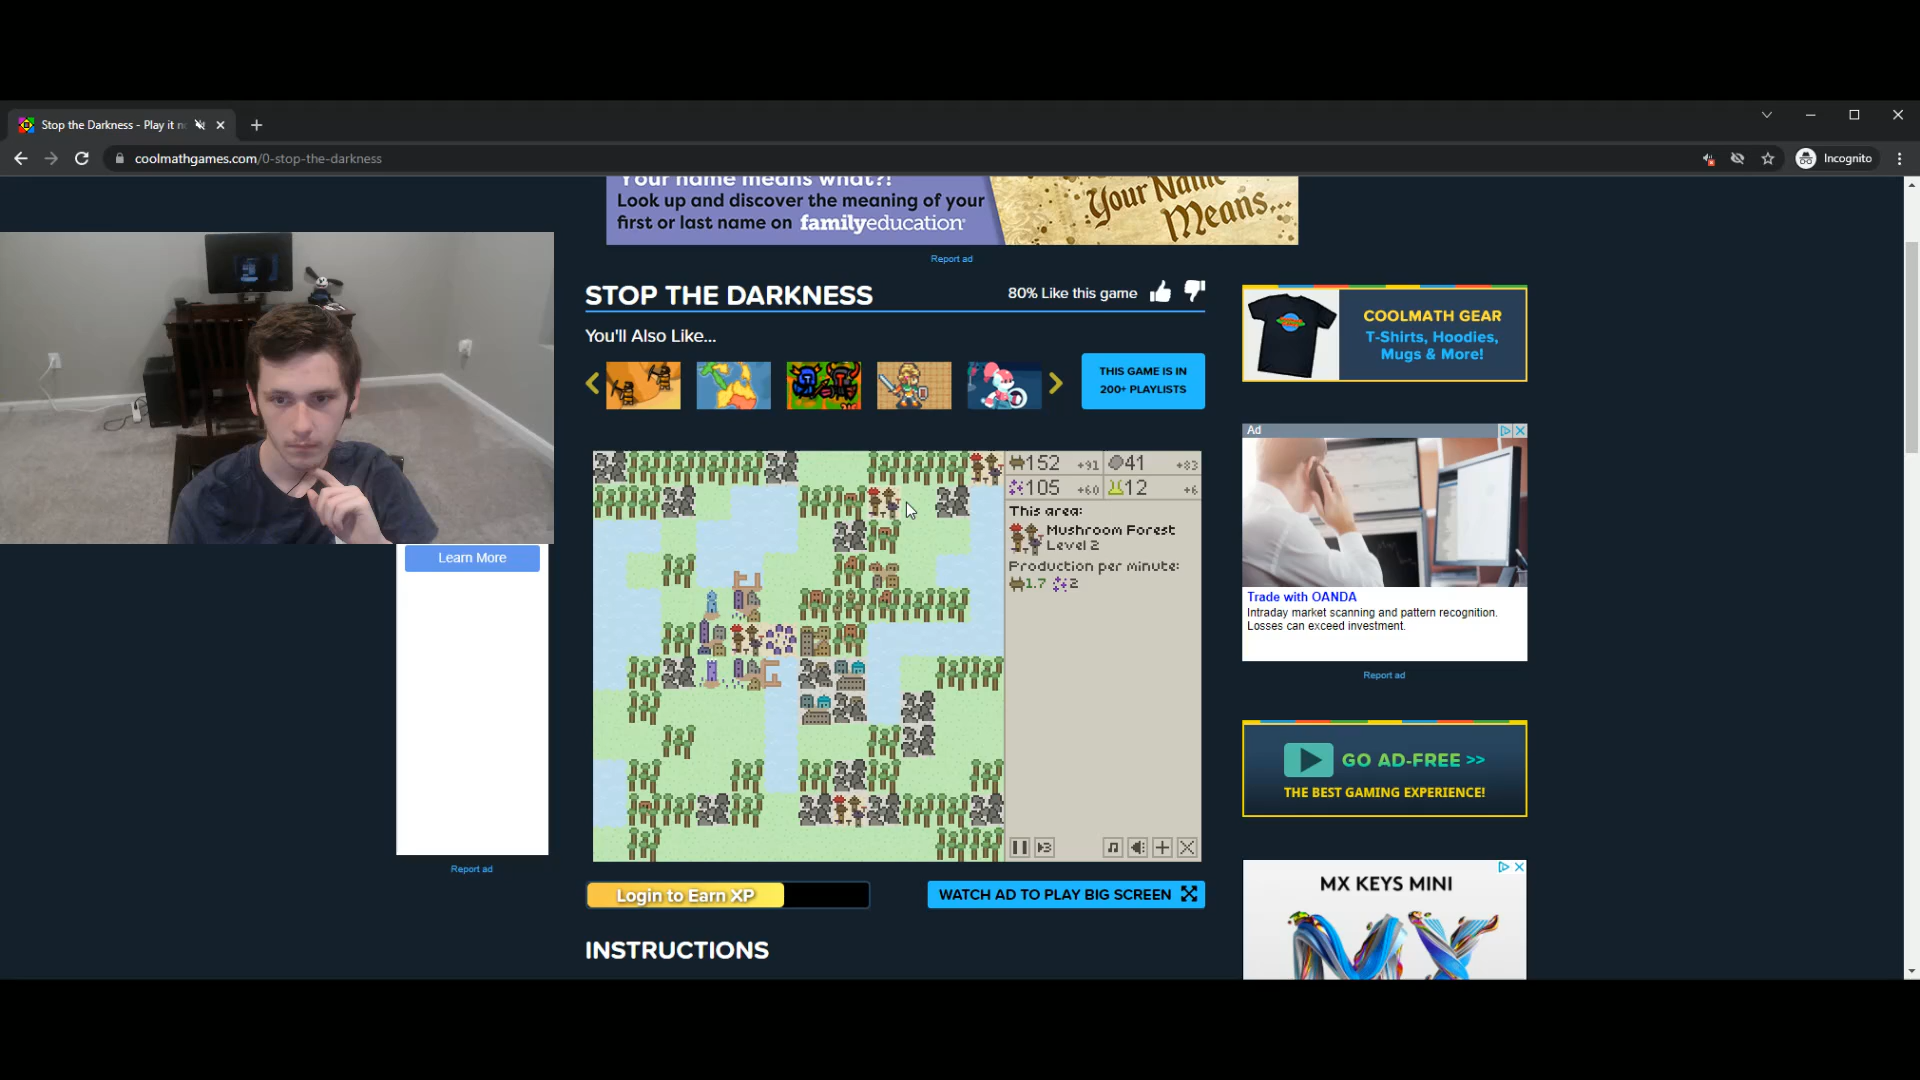 Stop the Darkness - Play it n
coolmathgames.com/0-stop-the-darkness
Incognito
Your name means what?!
Look up and discover the meaning of your
first or last name on familyeducation
Your Name
Means...
Report ad
STOP THE DARKNESS
80% Like this game
You'll Also Like...
THIS GAME IS IN
200+ PLAYLISTS
COOLMATH GEAR
T-Shirts, Hoodies,
Mugs & More!
Ad
152 +91 41 +83
105 +60 12 +6
This area:
Mushroom Forest
Level 2
Production per minute:
1.7 2
Learn More
Report ad
Trade with OANDA
Intraday market scanning and pattern recognition.
Losses can exceed investment.
Report ad
GO AD-FREE >>
THE BEST GAMING EXPERIENCE!
Login to Earn XP
WATCH AD TO PLAY BIG SCREEN
INSTRUCTIONS
MX KEYS MINI